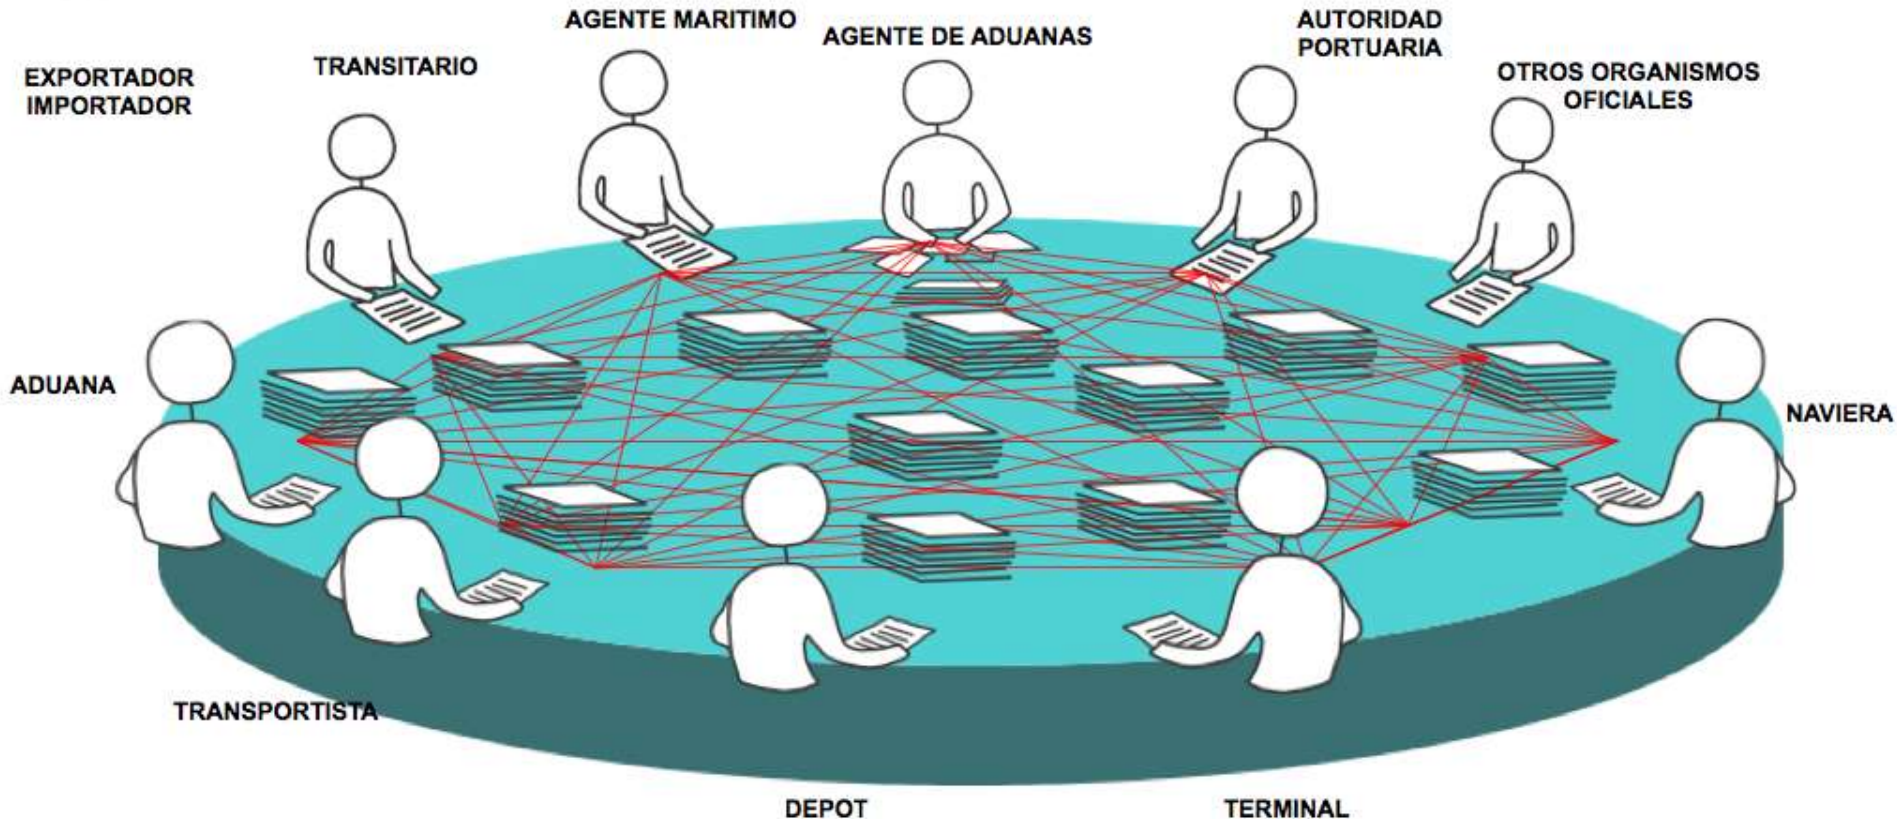 AGENTE MARITIMO
AGENTE DE ADUANAS
AUTORIDAD
PORTUARIA
TRANSITARIO
EXPORTADOR
IMPORTADOR
OTROS ORGANISMOS
OFICIALES
ADUANA
NAVIERA
TRANSPORTISTA
DEPOT
TERMINAL